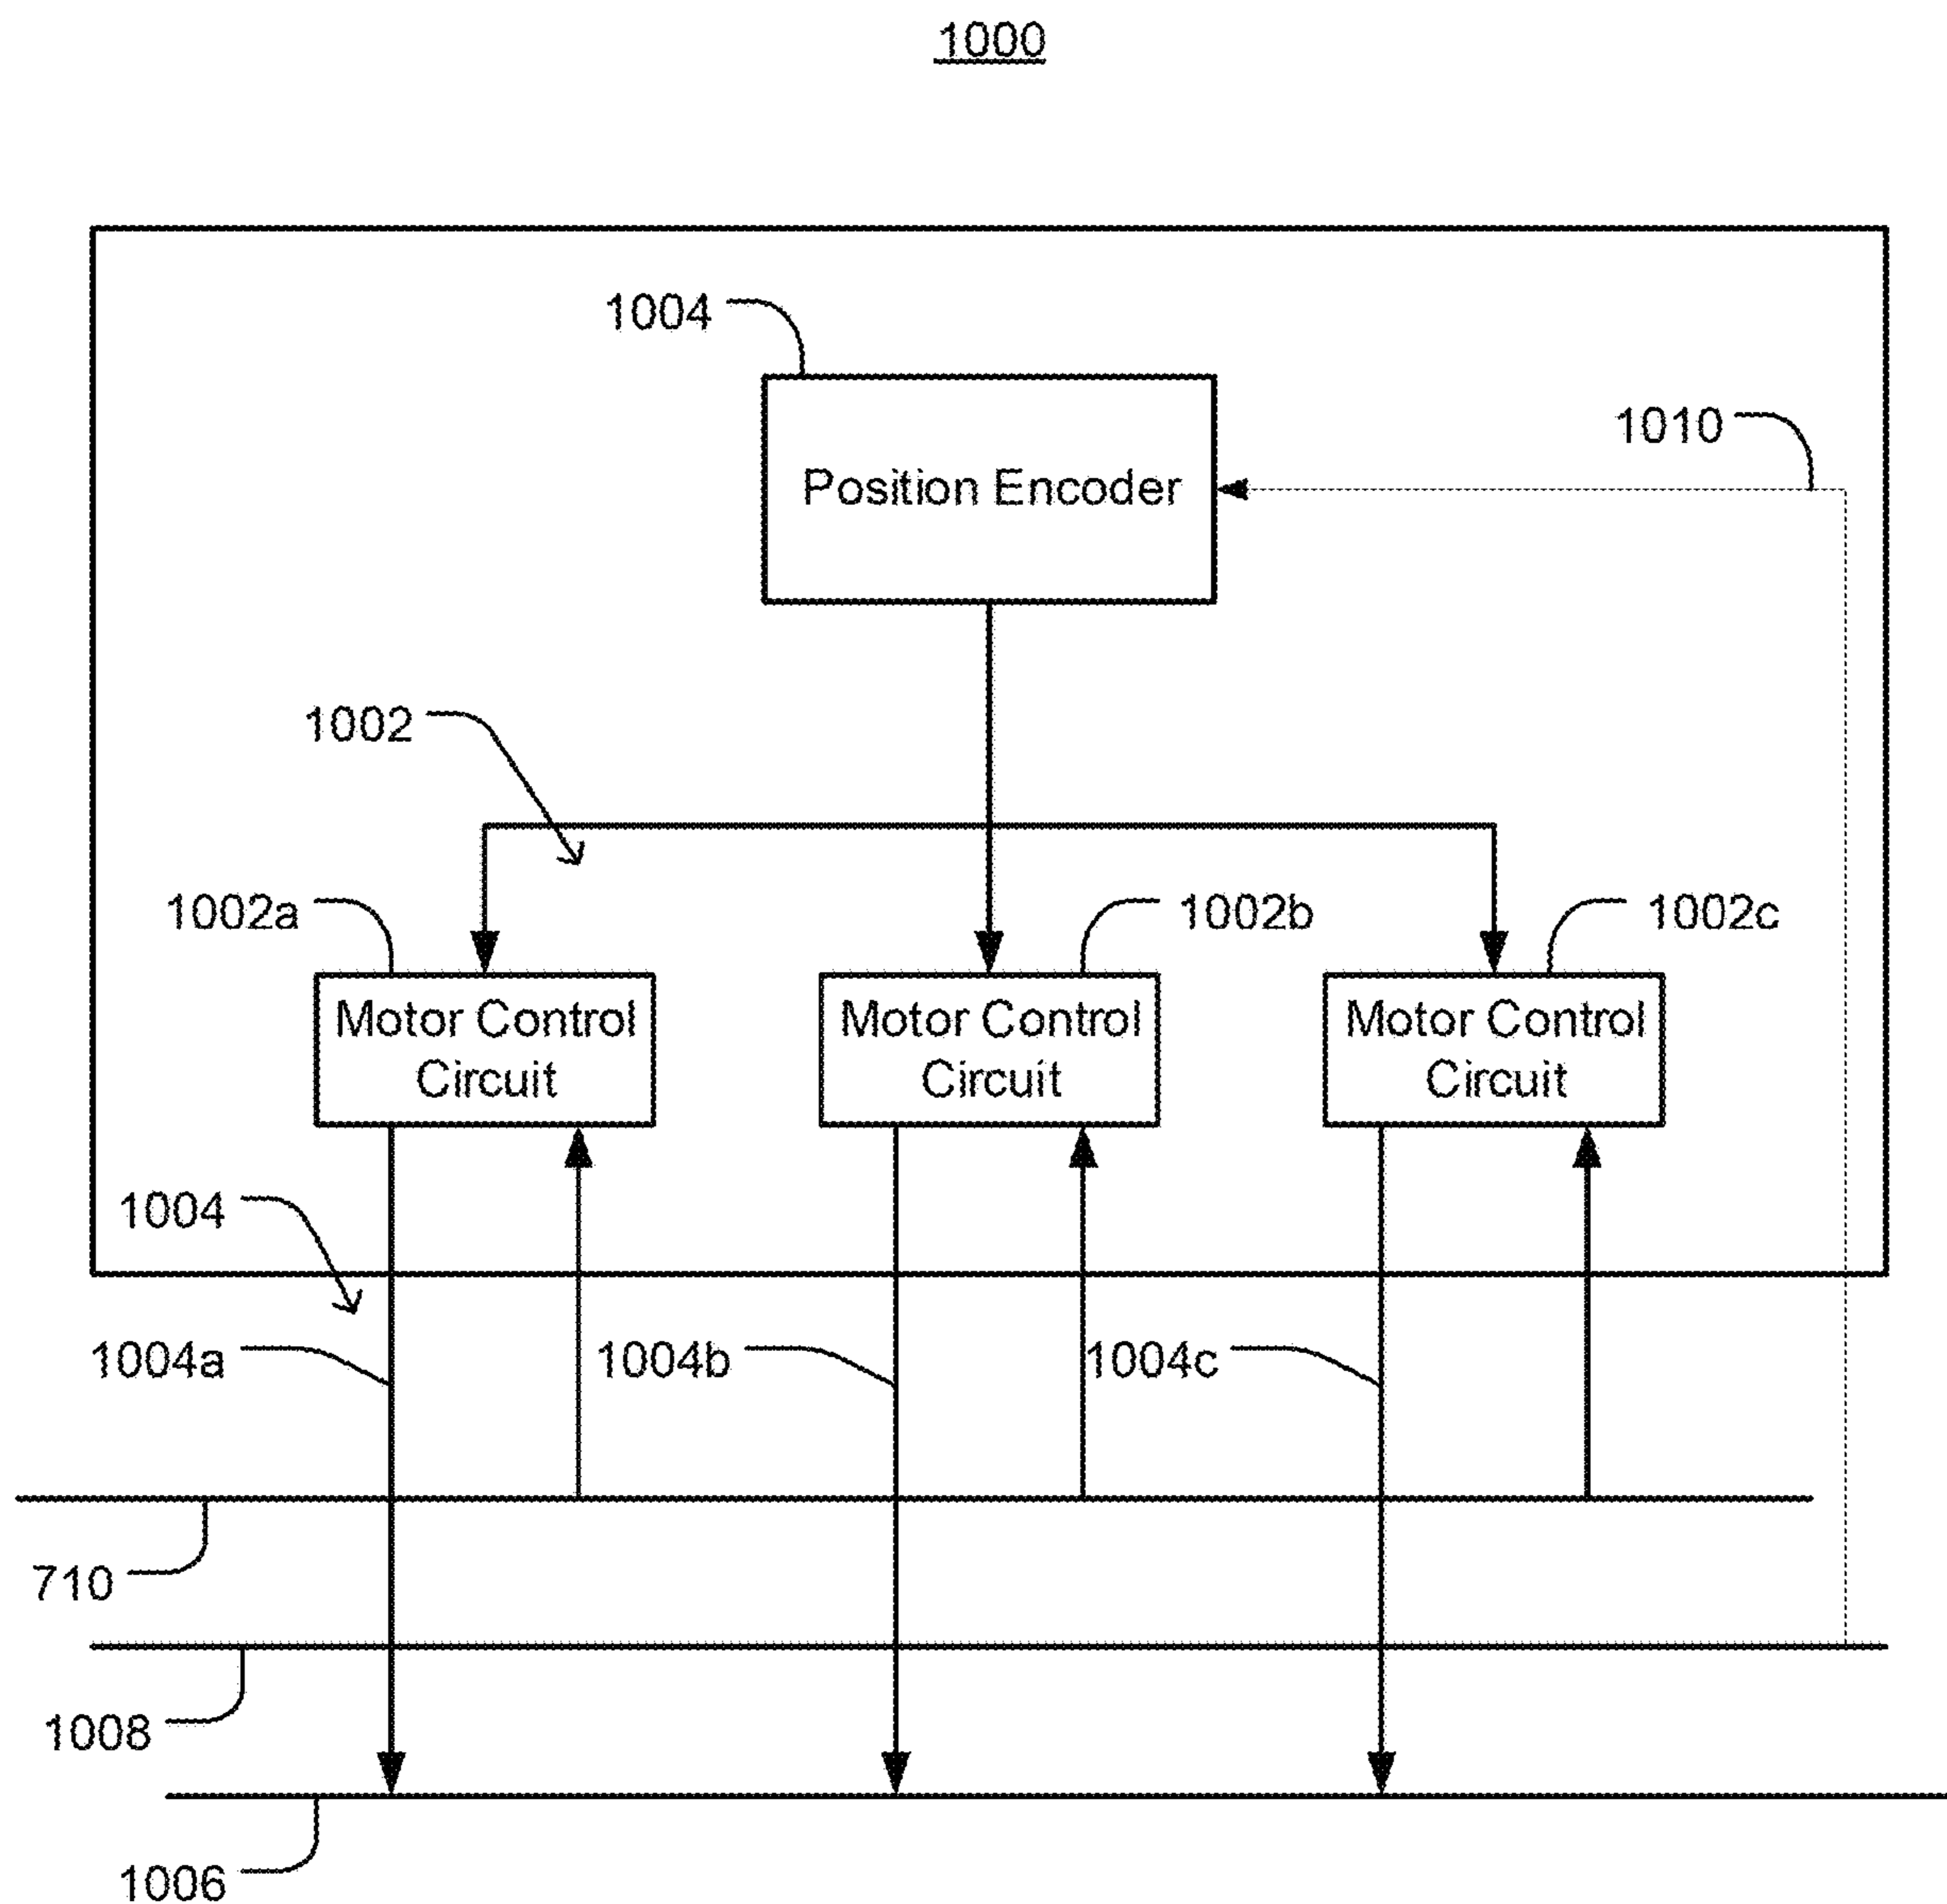 1000
1004
1010
Position Encoder
1002
1002a
1002b
1002c
Motor Control
Circuit
Motor Control
Circuit
Motor Control
Circuit
1004
1004a
1004b
1004c
710
1008
1006